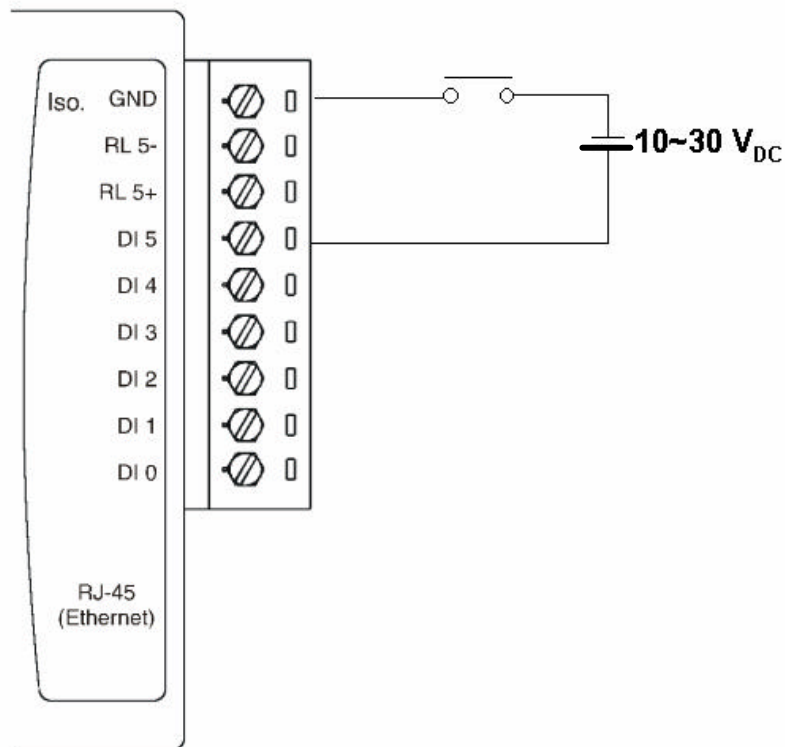 Iso. GND
RL 5-
RL 5+
DI 5
DI 4
DI 3
DI 2
DI 1
DI 0
RJ-45
(Ethernet)
10~30 VDC